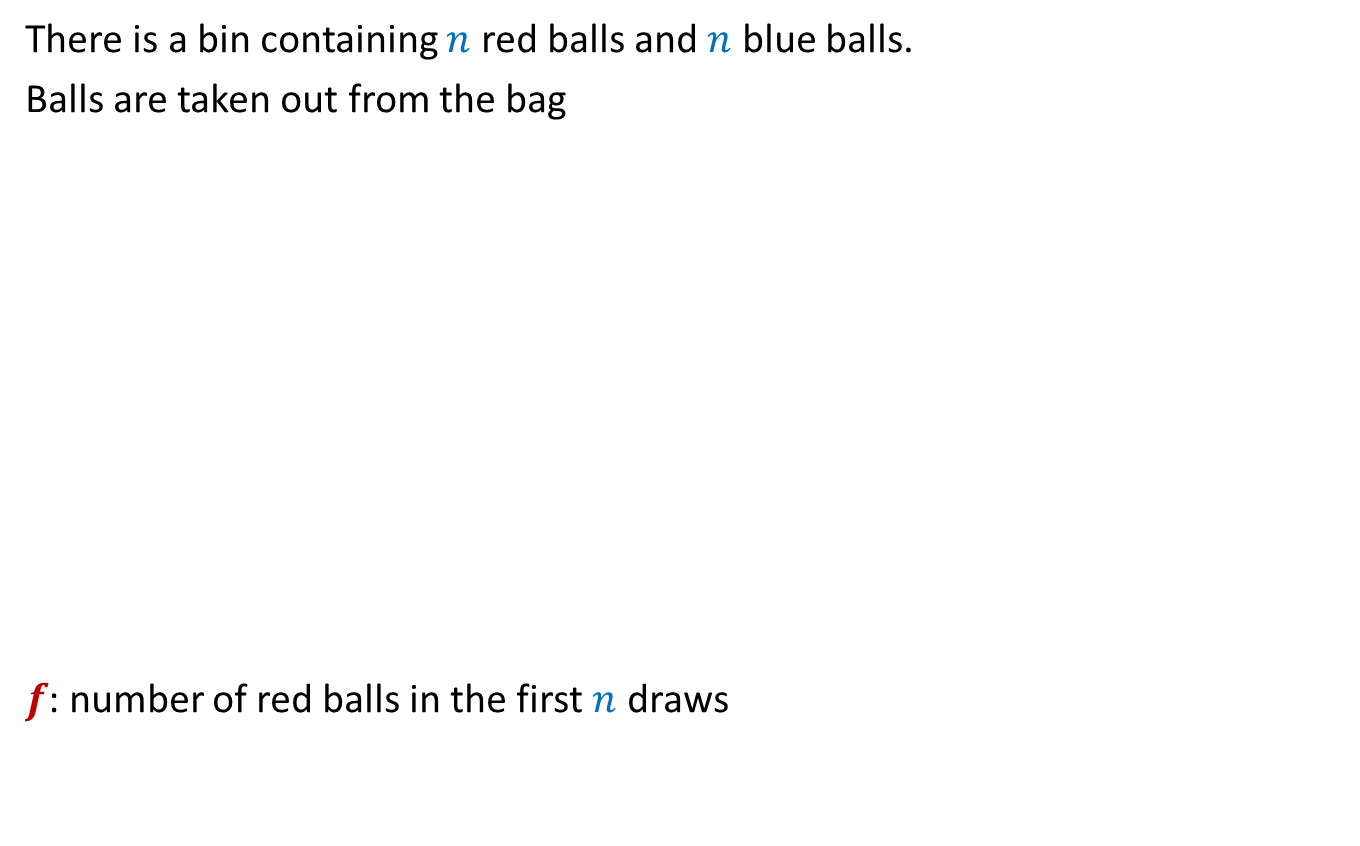 There is a bin containing n red balls and n blue balls.
Balls are taken out from the bag
f: number of red balls in the first n draws